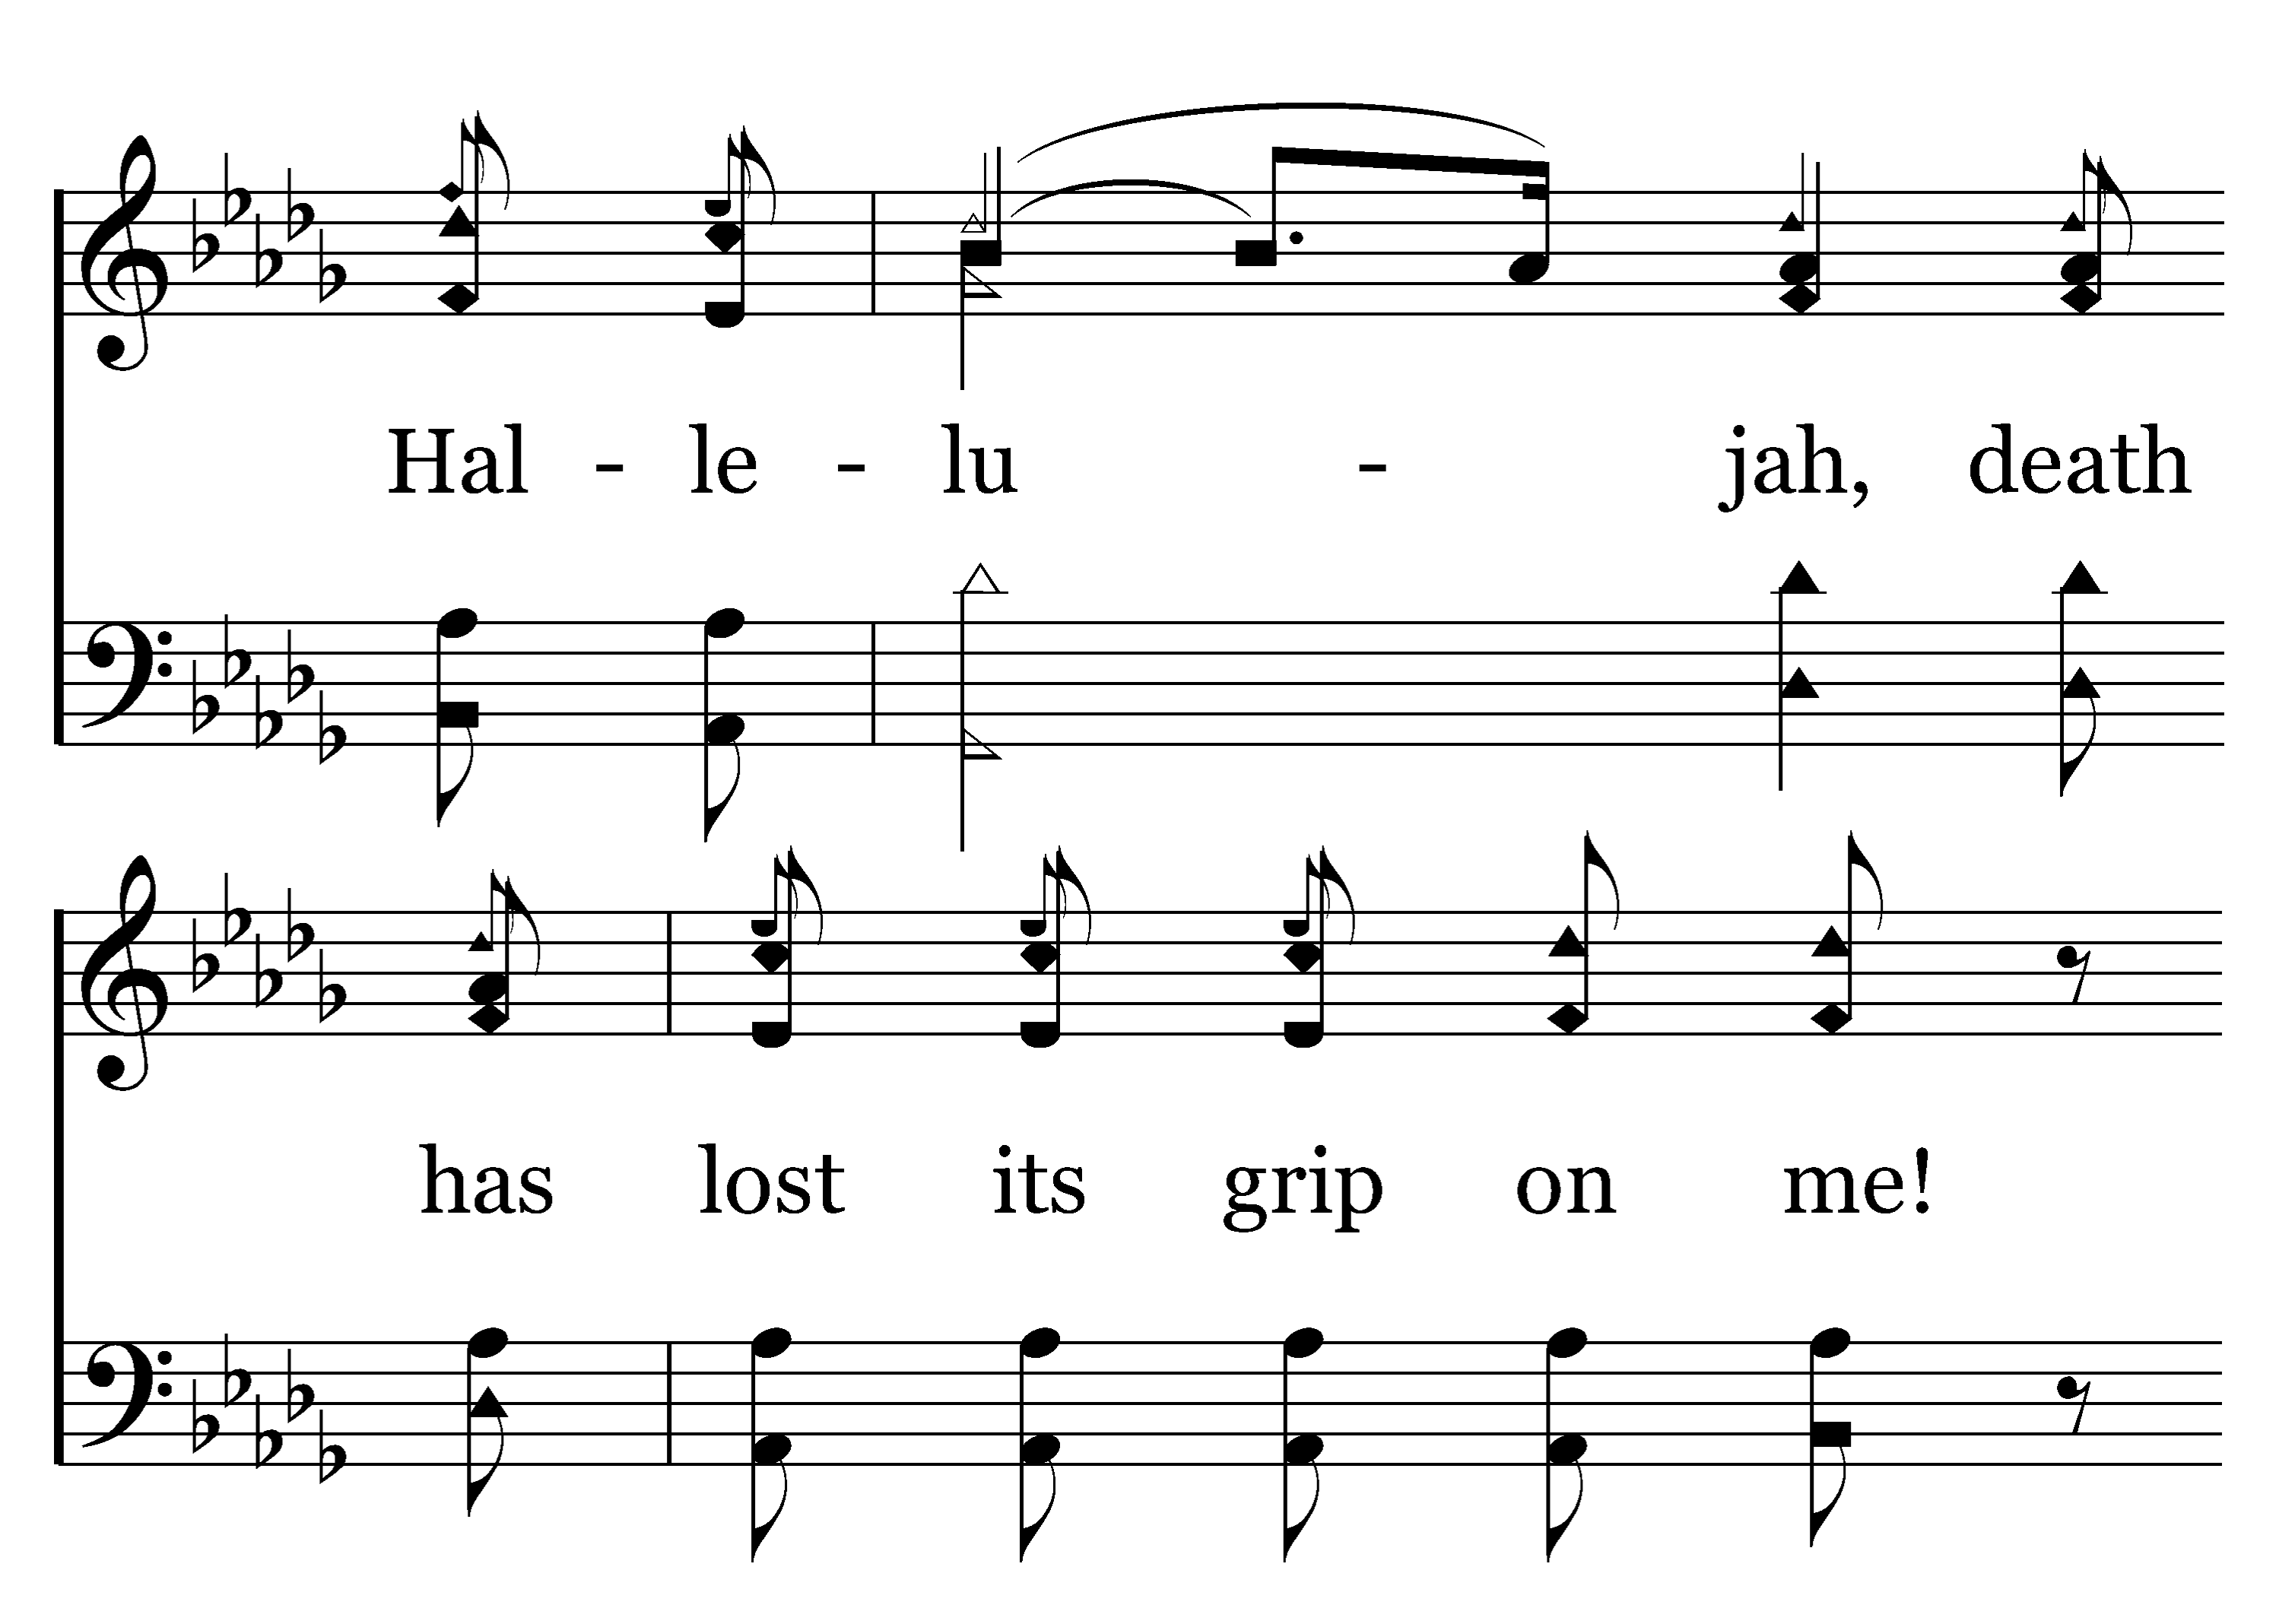 Hal - le - lu - jah, death
has lost its grip on me!